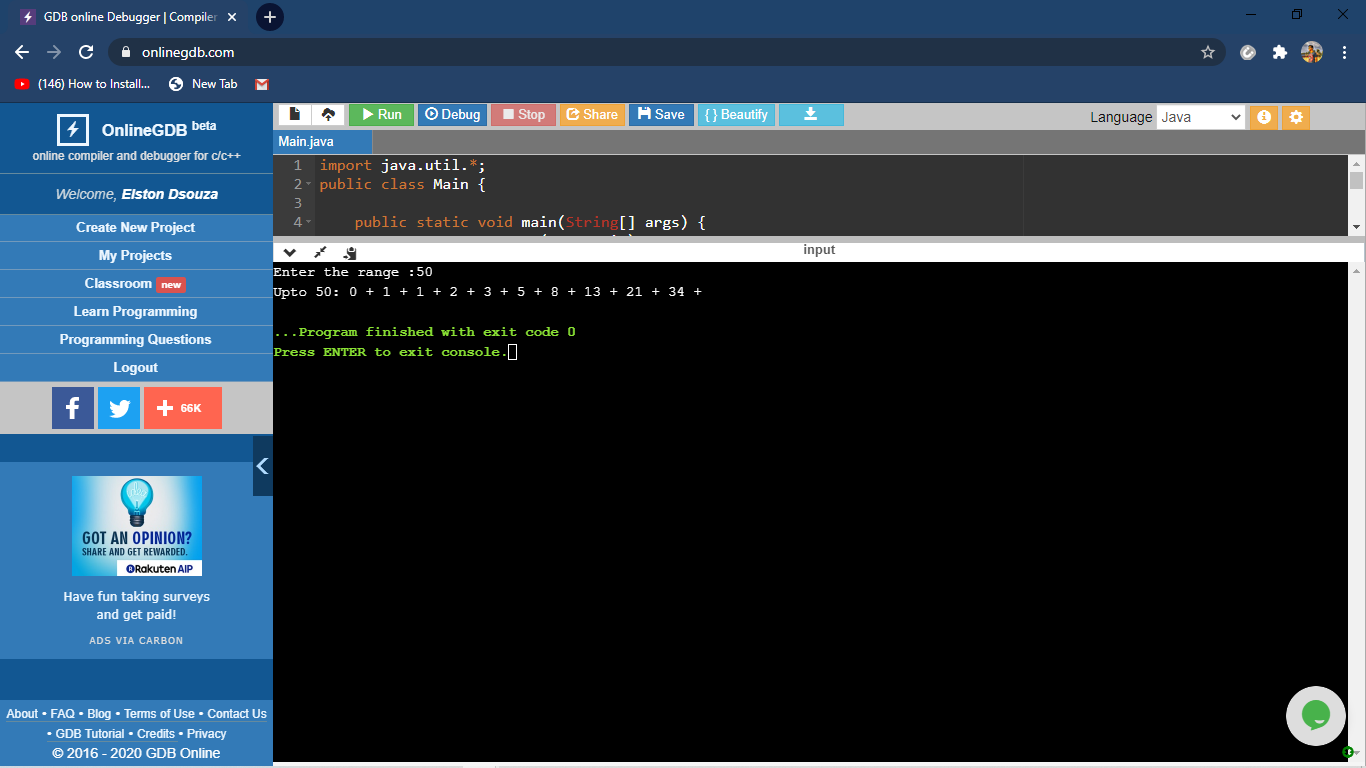 GDB online Debugger | Compiler
onlinegdb.com
(146) How to Install... New Tab
OnlineGDB beta
online compiler and debugger for c/c++
Welcome, Elston Dsouza
Create New Project
My Projects
Classroom new
Learn Programming
Programming Questions
Logout
66K
GOT AN OPINION?
SHARE AND GET REWARDED.
Rakuten AIP
Have fun taking surveys
and get paid!
ADS VIA CARBON
About • FAQ • Blog • Terms of Use • Contact Us
• GDB Tutorial • Credits • Privacy
© 2016 - 2020 GDB Online
Run Debug Stop Share Save { } Beautify Language Java
Main.java
1 import java.util.*;
2 public class Main {
3
4 public static void main(String[] args) {
input
Enter the range :50
Upto 50: 0 + 1 + 1 + 2 + 3 + 5 + 8 + 13 + 21 + 34 +
...Program finished with exit code 0
Press ENTER to exit console.